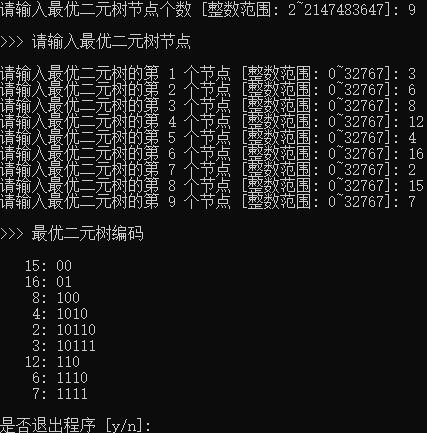 请输入最优二元树节点个数 [整数范围: 2~2147483647]: 9
>>> 请输入最优二元树节点
请输入最优二元树的第 1 个节点 [整数范围: 0~32767]: 3
请输入最优二元树的第 2 个节点 [整数范围: 0~32767]: 6
请输入最优二元树的第 3 个节点 [整数范围: 0~32767]: 8
请输入最优二元树的第 4 个节点 [整数范围: 0~32767]: 12
请输入最优二元树的第 5 个节点 [整数范围: 0~32767]: 4
请输入最优二元树的第 6 个节点 [整数范围: 0~32767]: 16
请输入最优二元树的第 7 个节点 [整数范围: 0~32767]: 2
请输入最优二元树的第 8 个节点 [整数范围: 0~32767]: 15
请输入最优二元树的第 9 个节点 [整数范围: 0~32767]: 7
>>> 最优二元树编码
15: 00
16: 01
8: 100
4: 1010
2: 10110
3: 10111
12: 110
6: 1110
7: 1111
是否退出程序 [y/n]: